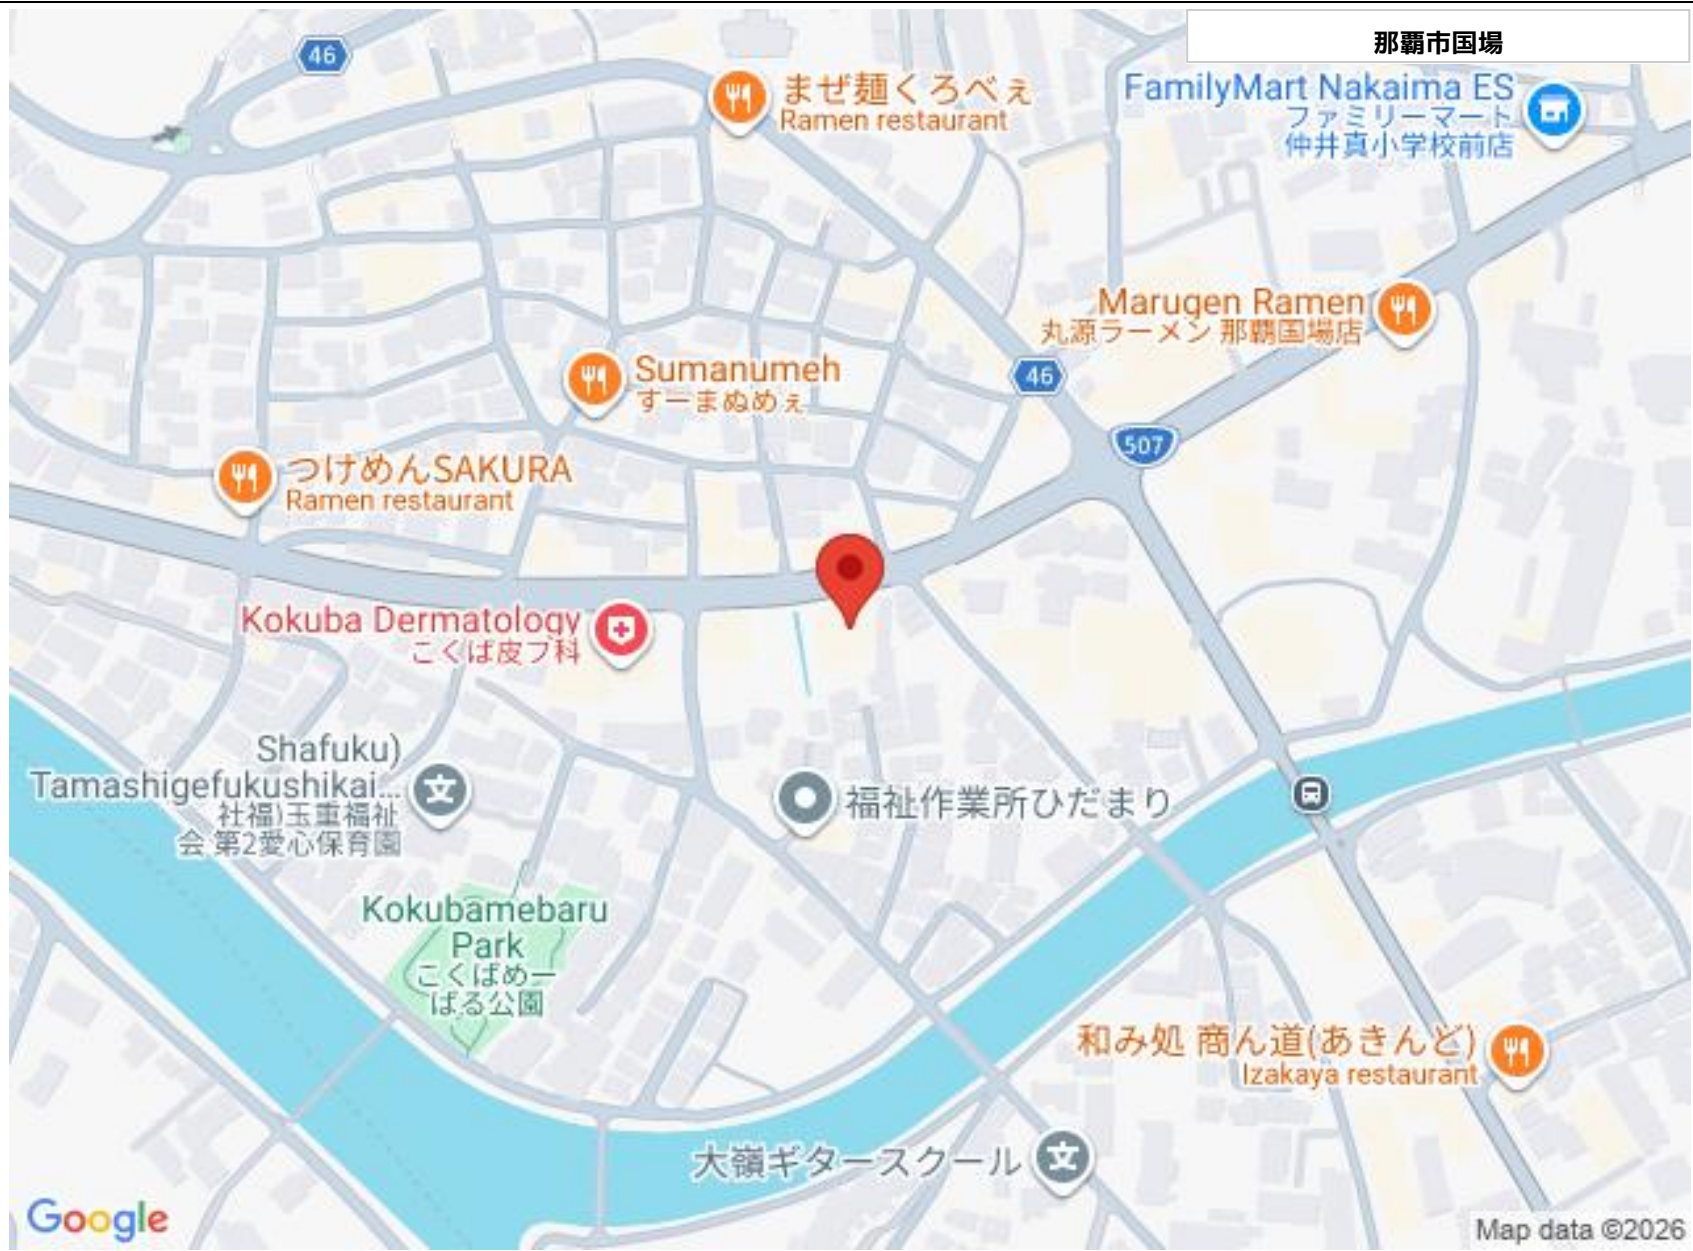 那覇市国場
46
まぜ麺くろべぇ
Ramen restaurant
FamilyMart Nakaima ES
ファミリーマート
仲井真小学校前店
Marugen Ramen
丸源ラーメン 那覇国場店
Sumanumeh
すーまぬめぇ
46
507
つけめんSAKURA
Ramen restaurant
Kokuba Dermatology
こくば皮フ科
Shafuku)
Tamashigefukushikai...
社福)玉重福祉
会 第2愛心保育園
福祉作業所ひだまり
Kokubamebaru
Park
こくばめー
ばる公園
和み処 商ん道(あきんど)
Izakaya restaurant
大嶺ギタースクール
Google
Map data ©2026